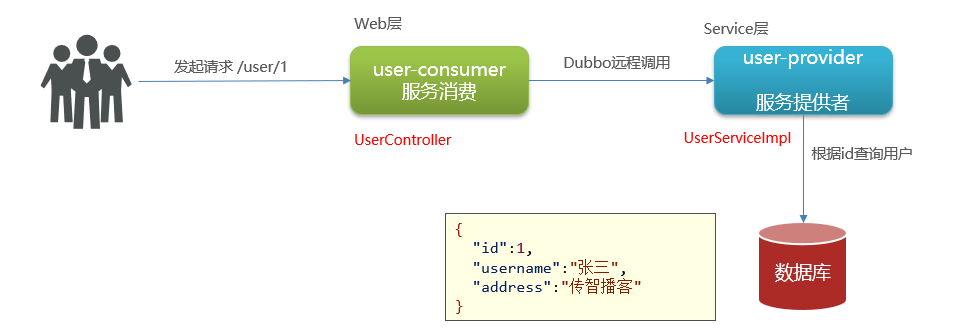 Web层
Service层
发起请求 /user/1
user-consumer
服务消费
Dubbo远程调用
user-provider
服务提供者
UserController
UserServiceImpl
根据id查询用户
{
"id":1,
"username":"张三",
"address":"传智播客"
}
数据库